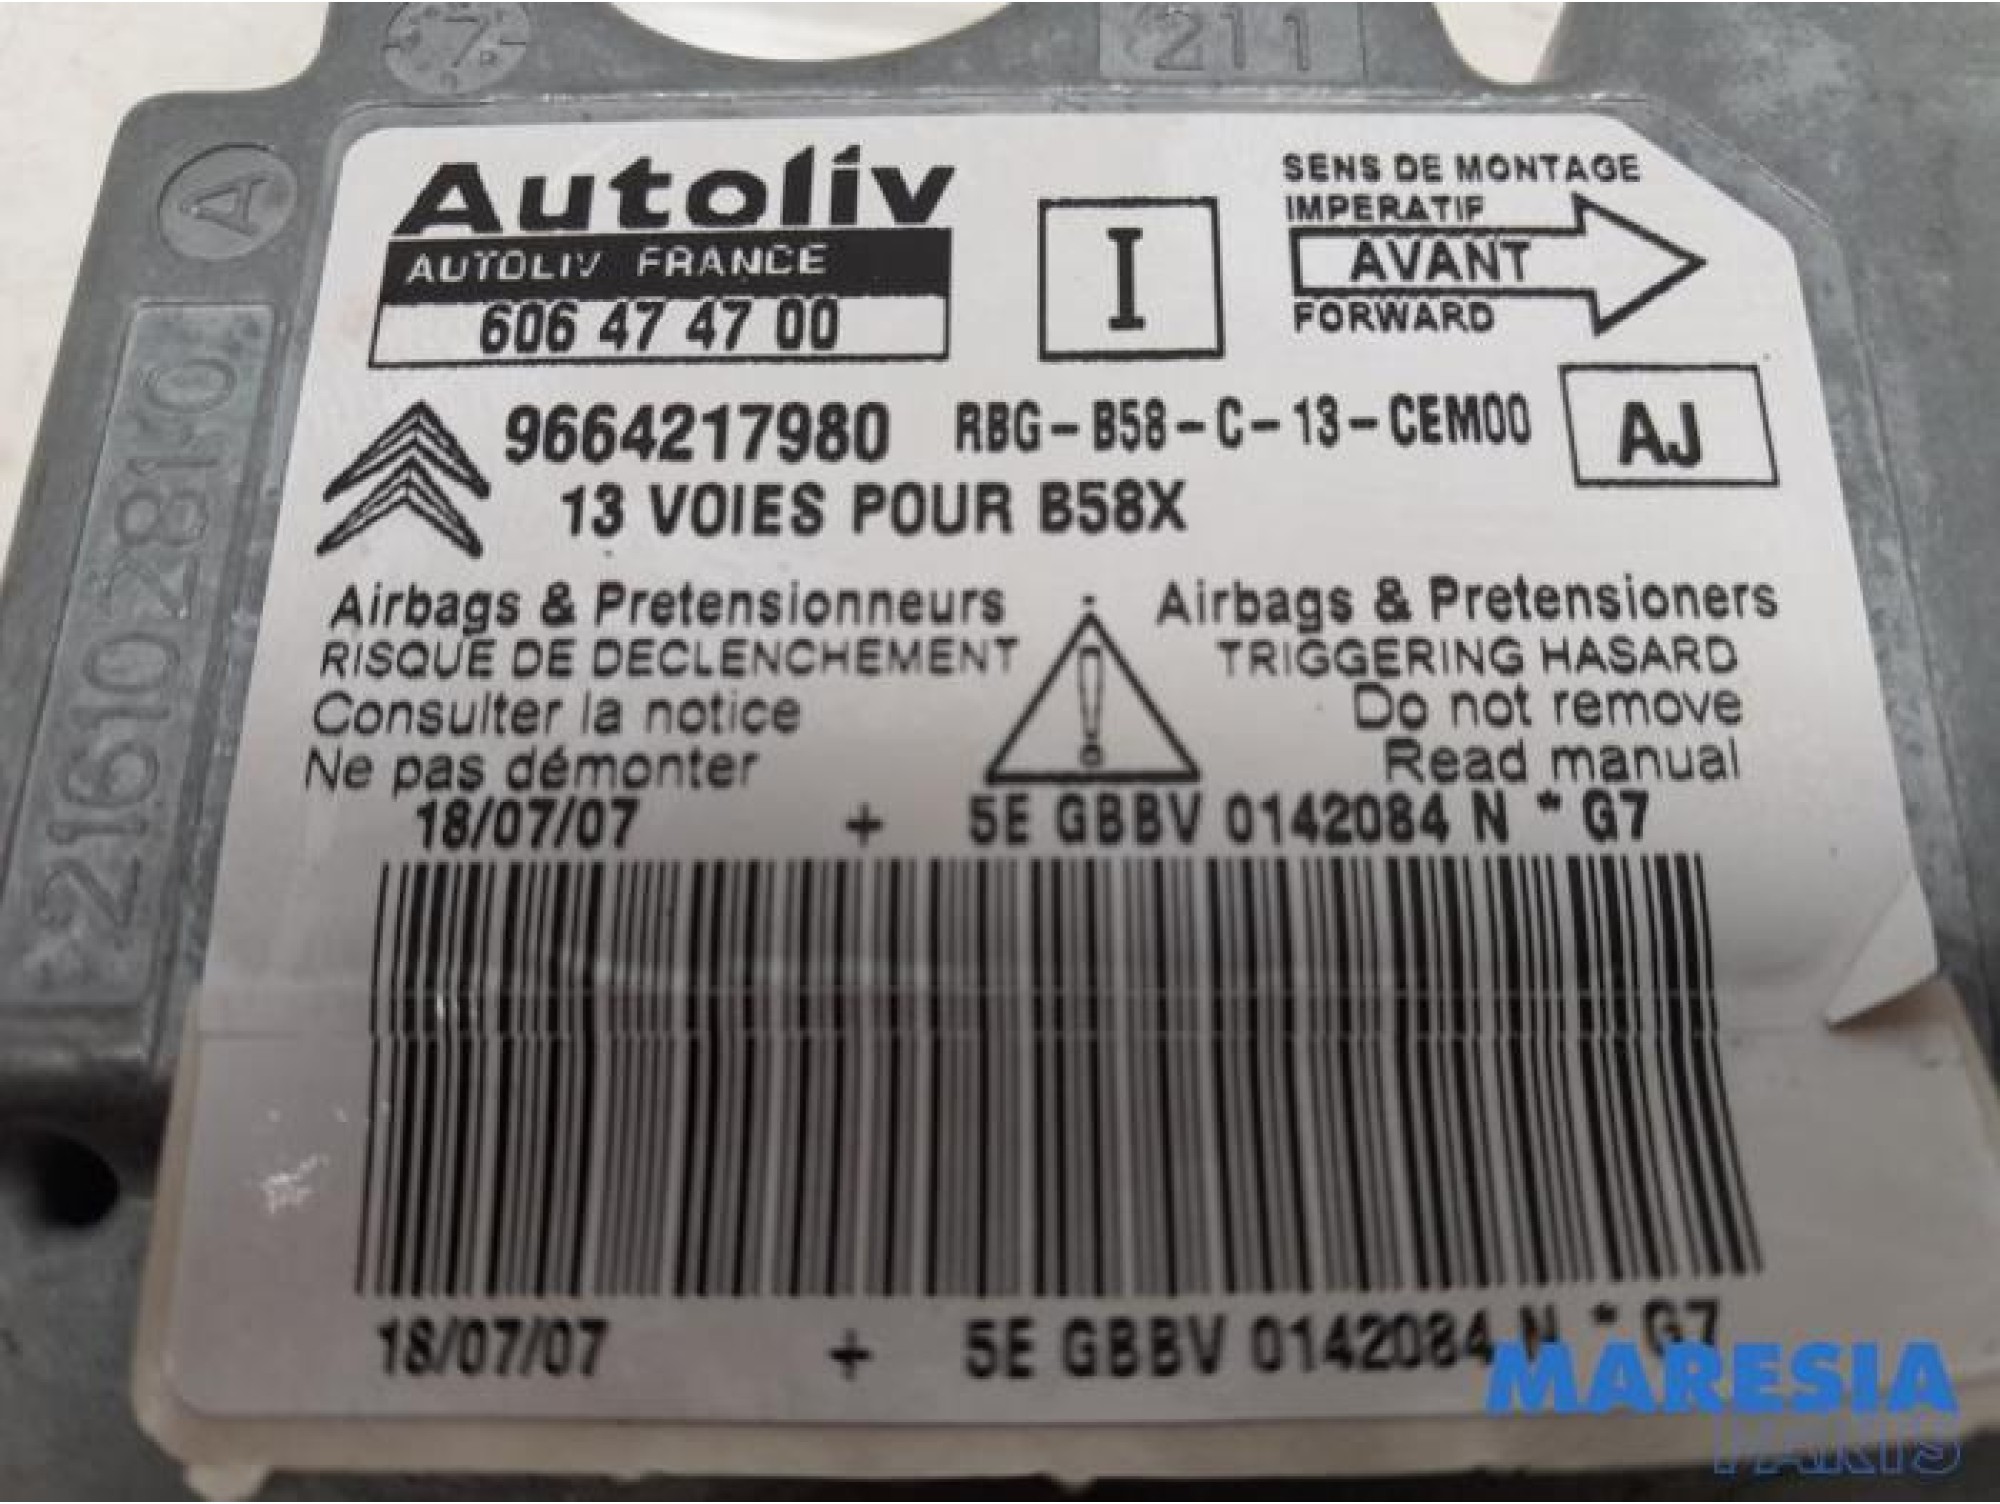 7
211
A
216102810
Autoliv
AUTOLIV FRANCE
606 47 47 00
I
SENS DE MONTAGE
IMPERATIF
AVANT
FORWARD
9664217980 RBG-B58-C-13-CEM00
AJ
13 VOIES POUR B58X
Airbags & Pretensionneurs
RISQUE DE DECLENCHEMENT
Consulter la notice
Ne pas démonter
!
Airbags & Pretensioners
TRIGGERING HASARD
Do not remove
Read manual
18/07/07 + 5E GBBV 0142084 N * G7
18/07/07 + 5E GBBV 0142084 N * G7
MARESIA
PARTS